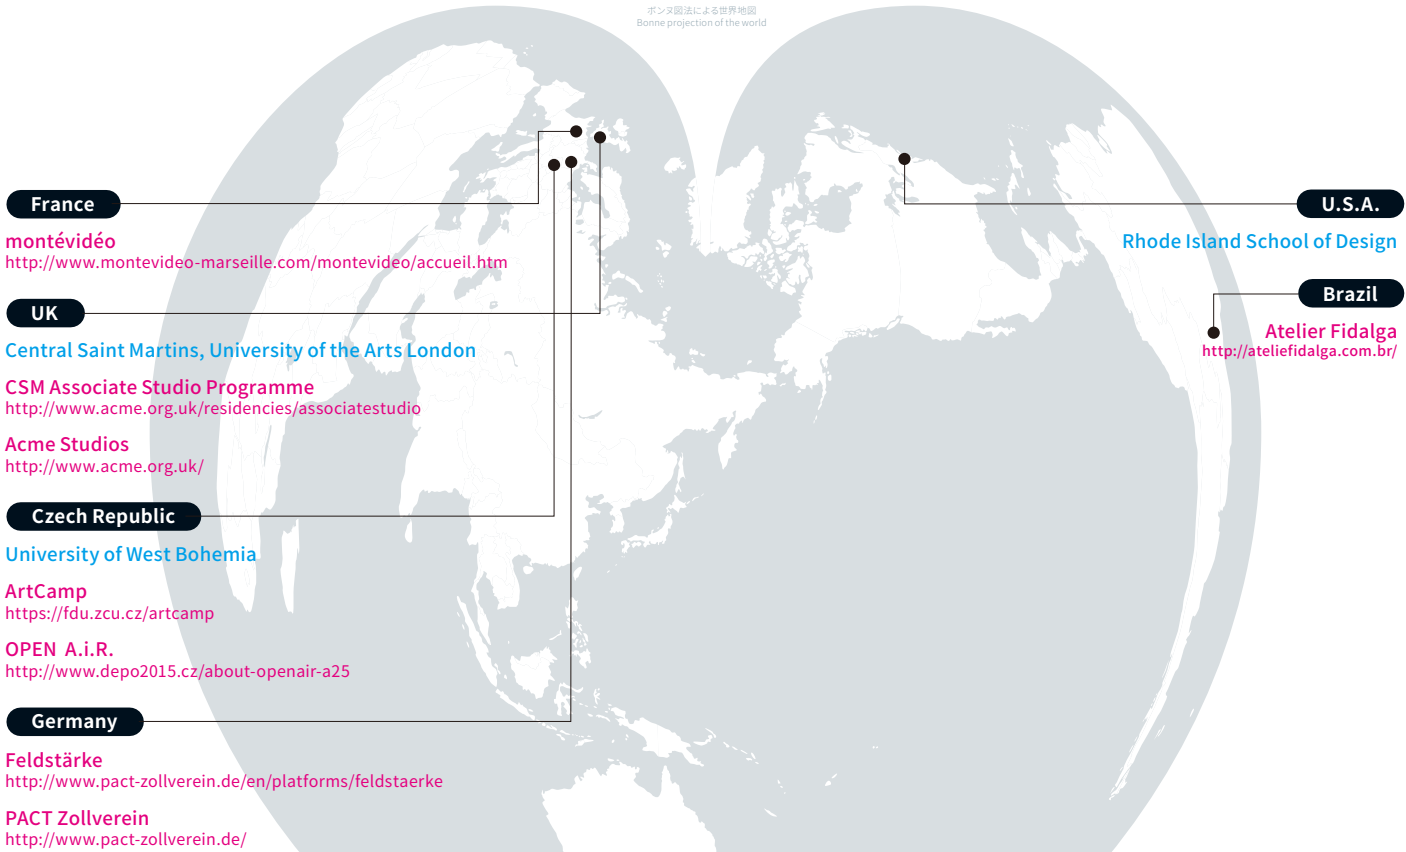 ボンヌ図法による世界地図
Bonne projection of the world
France
montévidéo
http://www.montevideo-marseille.com/montevideo/accueil.htm
UK
Central Saint Martins, University of the Arts London
CSM Associate Studio Programme
http://www.acme.org.uk/residencies/associatestudio
Acme Studios
http://www.acme.org.uk/
Czech Republic
University of West Bohemia
ArtCamp
https://fdu.zcu.cz/artcamp
OPEN A.i.R.
http://www.depo2015.cz/about-openair-a25
Germany
Feldstärke
http://www.pact-zollverein.de/en/platforms/feldstaerke
PACT Zollverein
http://www.pact-zollverein.de/
U.S.A.
Rhode Island School of Design
Brazil
Atelier Fidalga
http://ateliefidalga.com.br/